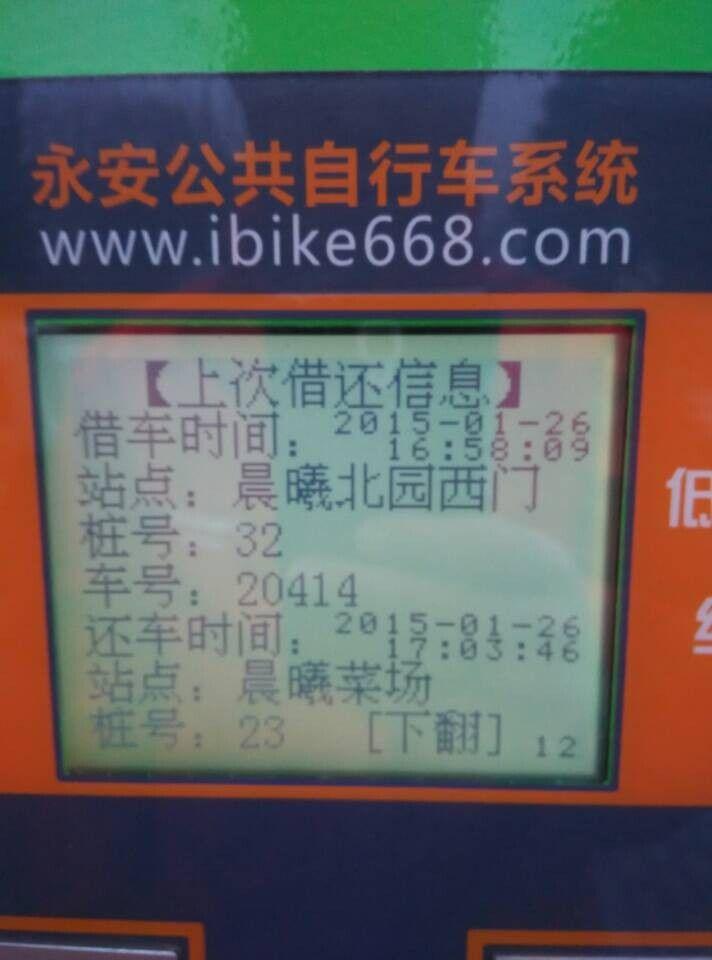 永安公共自行车系统
www.ibike668.com
【上次借还信息】
借车时间：2015-01-26
16:58:09
站点：晨曦北园西门
桩号：32
车号：20414
还车时间：2015-01-26
17:03:46
站点：晨曦菜场
桩号：23 [下翻] 12
低